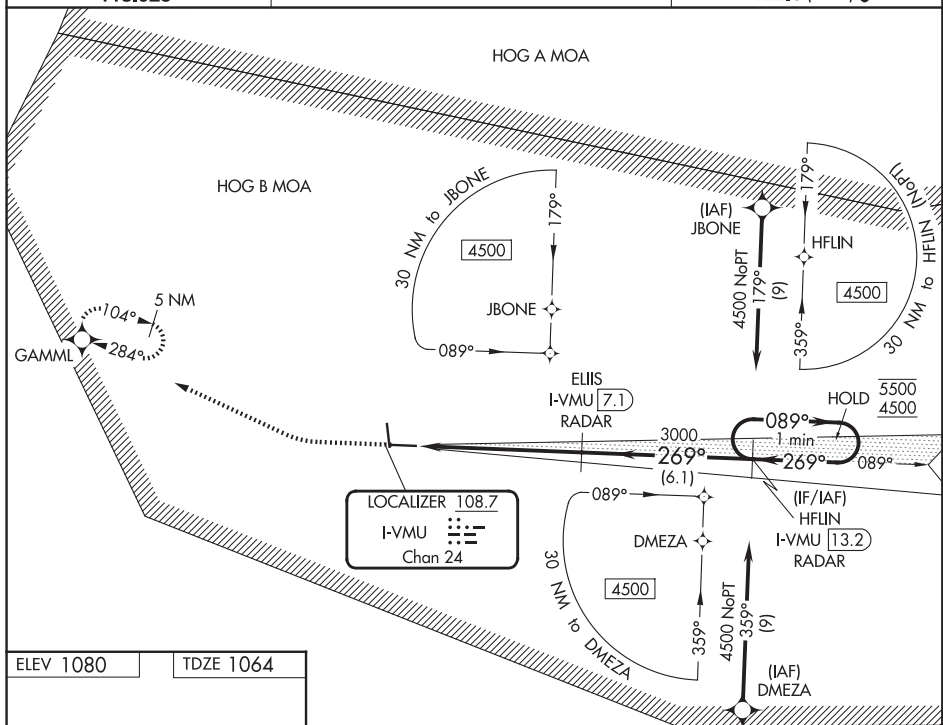 HOG A MOA
HOG B MOA
30 NM to JBONE
179°
4500
JBONE
089°
(IAF)
JBONE
4500 NoPT
179°
(9)
179°
HFLIN
4500
359°
30 NM to HFLIN
(NoPT)
5 NM
104°
284°
GAMML
ELIIS
I-VMU 7.1
RADAR
HOLD 5500
4500
089°
1 min
3000
269°
(6.1)
269°
089°
LOCALIZER 108.7
I-VMU
Chan 24
089°
DMEZA
4500
359°
30 NM to DMEZA
(IF/IAF)
HFLIN
I-VMU 13.2
RADAR
4500 NoPT
359°
(9)
(IAF)
DMEZA
ELEV 1080
TDZE 1064